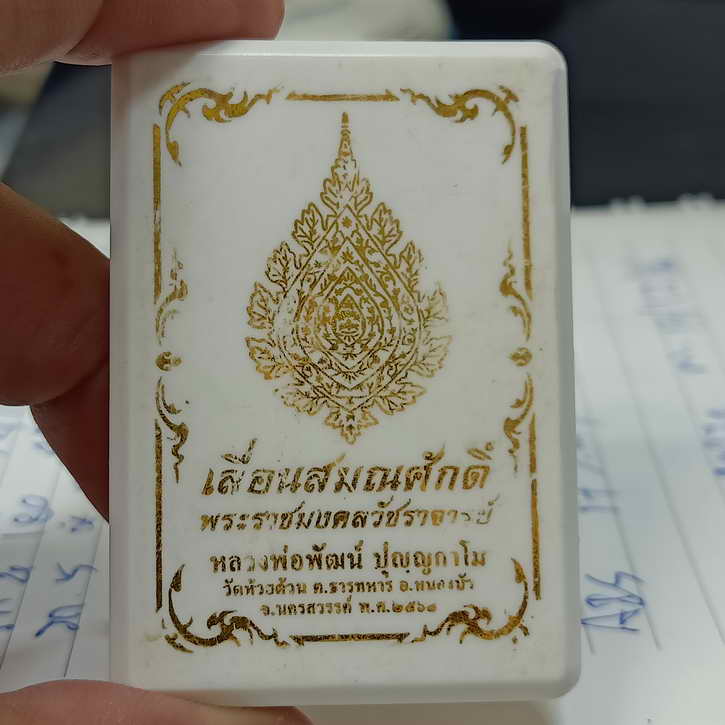 เลื่อนสมณศักดิ์
พระราชมงคลวัชราจารย์
หลวงพ่อพัฒน์ ปุญฺญกาโม
วัดห้วยด้วน ต.ธารทหาร อ.หนองบัว
จ.นครสวรรค์ พ.ศ.๒๕๖๔